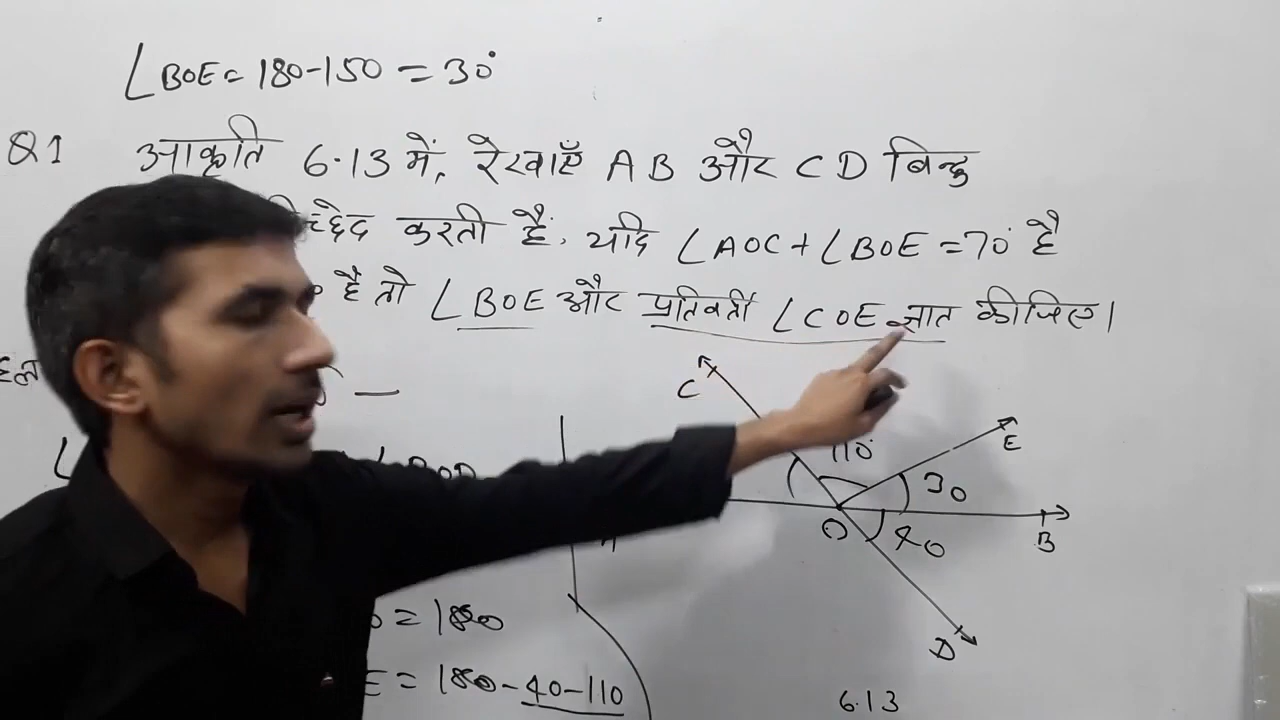 ∠BOE = 180-150 = 30°
Q1 आकृति 6.13 में, रेखाएँ AB और CD बिन्दु
करती हैं. यदि ∠AOC + ∠BOE = 70° है
है तो ∠BOE और प्रतिवर्ती ∠COE ज्ञात कीजिए।
हल
C
E
110°
30
O
40
B
D
= 180
E = 180-40-110
6.13